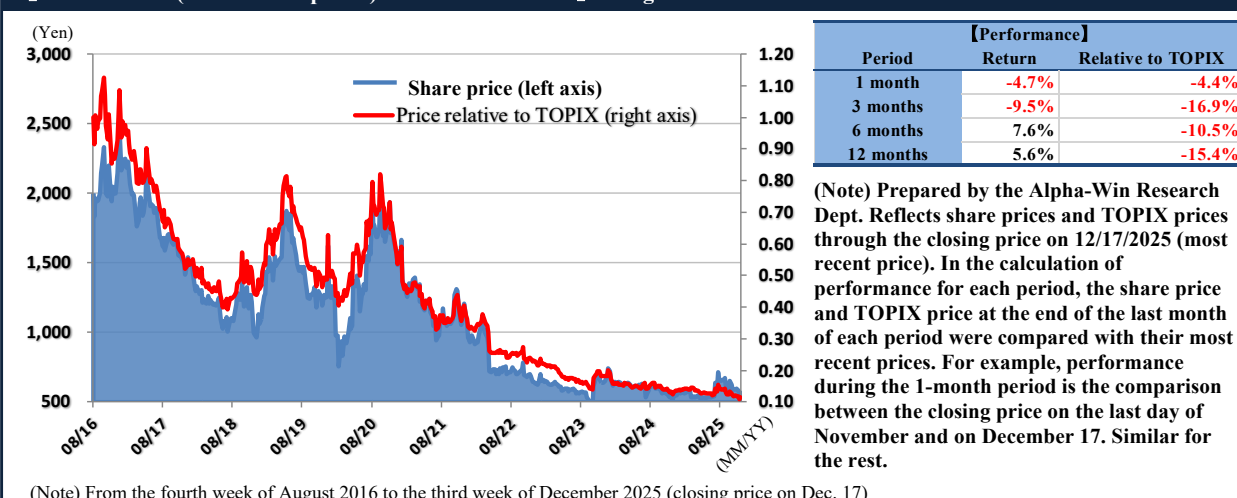 (Yen)
3,000
2,500
2,000
1,500
1,000
500
1.20
1.10
1.00
0.90
0.80
0.70
0.60
0.50
0.40
0.30
0.20
0.10
Share price (left axis)
Price relative to TOPIX (right axis)
08/16
08/17
08/18
08/19
08/20
08/21
08/22
08/23
08/24
08/25
(MM/YY)
【Performance】
Period Return Relative to TOPIX
1 month -4.7% -4.4%
3 months -9.5% -16.9%
6 months 7.6% -10.5%
12 months 5.6% -15.4%
(Note) Prepared by the Alpha-Win Research
Dept. Reflects share prices and TOPIX prices
through the closing price on 12/17/2025 (most
recent price). In the calculation of
performance for each period, the share price
and TOPIX price at the end of the last month
of each period were compared with their most
recent prices. For example, performance
during the 1-month period is the comparison
between the closing price on the last day of
November and on December 17. Similar for
the rest.
(Note) From the fourth week of August 2016 to the third week of December 2025 (closing price on Dec. 17)